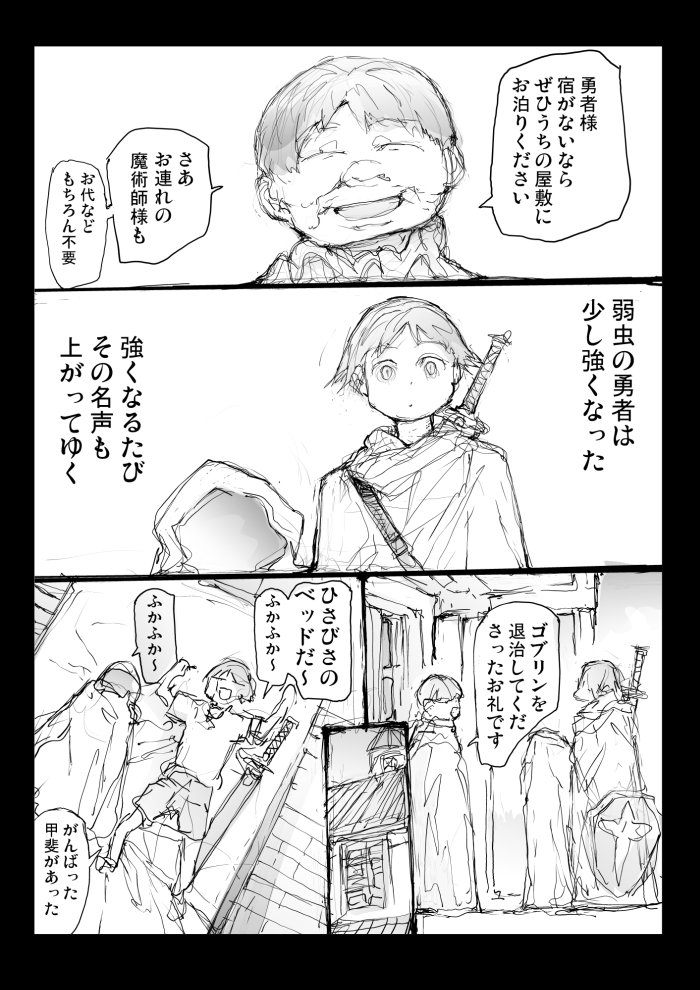 勇者様
宿がないなら
ぜひうちの屋敷に
お泊りください
さあ
お連れの
魔術師様も
お代など
もちろん不要
弱虫の勇者は
少し強くなった
強くなるたび
その名声も
上がってゆく
ゴブリンを
退治してくだ
さったお礼です
ひさびさの
ベッドだ～
ふかふか～
ふかふか～
がんばった
甲斐があった